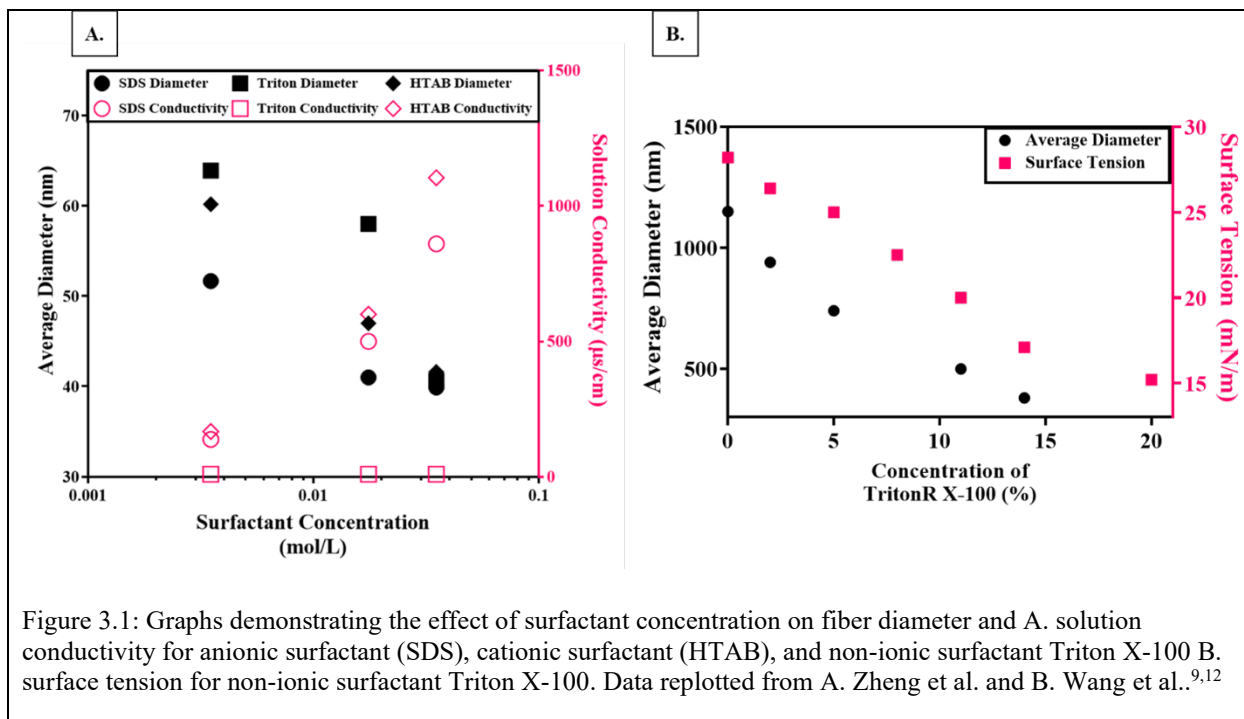 A.
SDS Diameter Triton Diameter HTAB Diameter
SDS Conductivity Triton Conductivity HTAB Conductivity
Average Diameter (nm)
70
60
50
40
30
0.001 0.01 0.1
Surfactant Concentration
(mol/L)
1500
1000
500
0
Solution Conductivity (µs/cm)
B.
Average Diameter
Surface Tension
Average Diameter (nm)
1500
1000
500
0 5 10 15 20
Concentration of
TritonR X-100 (%)
30
25
20
15
Surface Tension (mN/m)
Figure 3.1: Graphs demonstrating the effect of surfactant concentration on fiber diameter and A. solution
conductivity for anionic surfactant (SDS), cationic surfactant (HTAB), and non-ionic surfactant Triton X-100 B.
surface tension for non-ionic surfactant Triton X-100. Data replotted from A. Zheng et al. and B. Wang et al..9,12